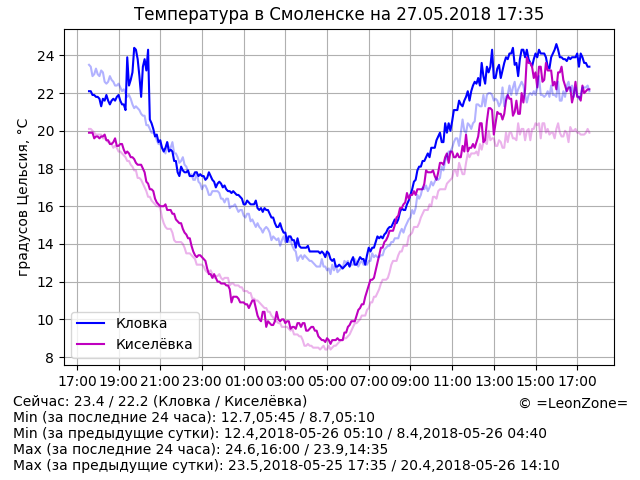 Температура в Смоленске на 27.05.2018 17:35
градусов Цельсия, °C
24
22
20
18
16
14
12
10
8
Кловка
Киселёвка
17:00 19:00 21:00 23:00 01:00 03:00 05:00 07:00 09:00 11:00 13:00 15:00 17:00
Сейчас: 23.4 / 22.2 (Кловка / Киселёвка)
© =LeonZone=
Min (за последние 24 часа): 12.7,05:45 / 8.7,05:10
Min (за предыдущие сутки): 12.4,2018-05-26 05:10 / 8.4,2018-05-26 04:40
Max (за последние 24 часа): 24.6,16:00 / 23.9,14:35
Max (за предыдущие сутки): 23.5,2018-05-25 17:35 / 20.4,2018-05-26 14:10